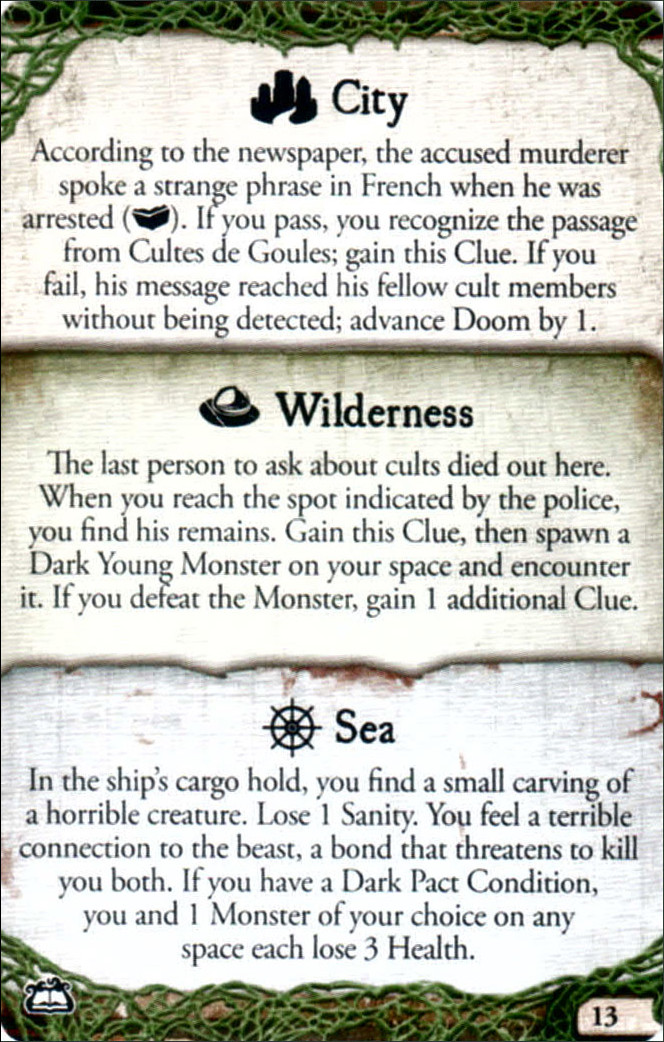 City
According to the newspaper, the accused murderer
spoke a strange phrase in French when he was
arrested (). If you pass, you recognize the passage
from Cultes de Goules; gain this Clue. If you
fail, his message reached his fellow cult members
without being detected; advance Doom by 1.
Wilderness
The last person to ask about cults died out here.
When you reach the spot indicated by the police,
you find his remains. Gain this Clue, then spawn a
Dark Young Monster on your space and encounter
it. If you defeat the Monster, gain 1 additional Clue.
Sea
In the ship's cargo hold, you find a small carving of
a horrible creature. Lose 1 Sanity. You feel a terrible
connection to the beast, a bond that threatens to kill
you both. If you have a Dark Pact Condition,
you and 1 Monster of your choice on any
space each lose 3 Health.
13